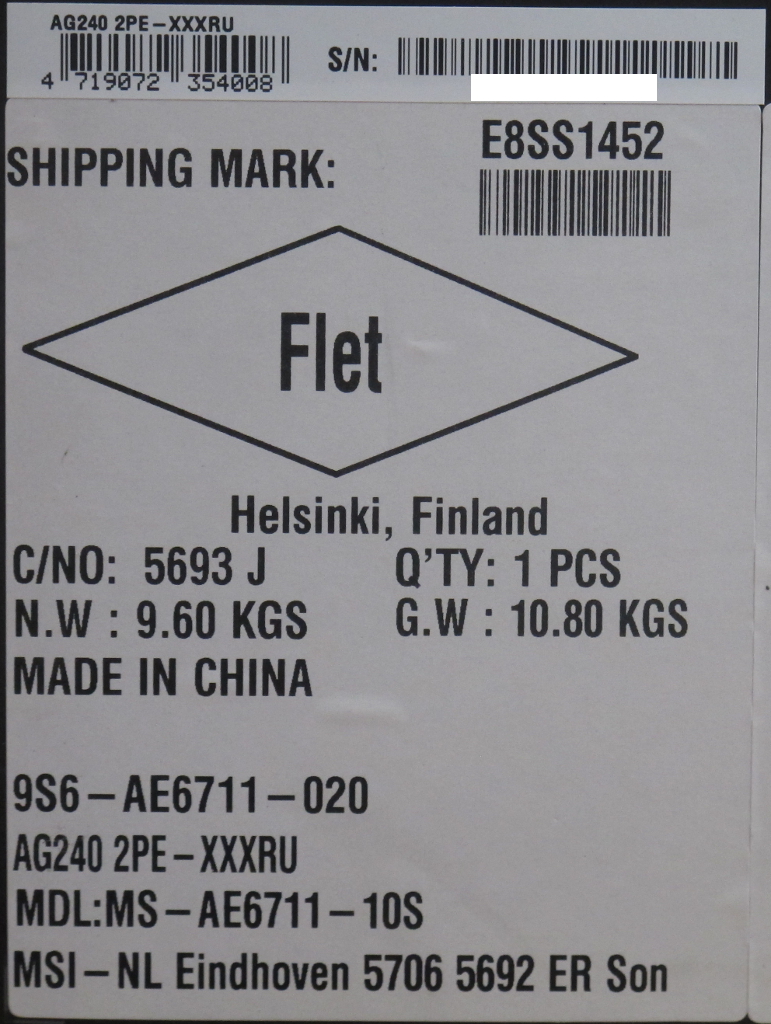 AG240 2PE-XXXRU
4 719072 354008
S/N:
E8SS1452
SHIPPING MARK:
Flet
Helsinki, Finland
C/NO: 5693 J Q'TY: 1 PCS
N.W : 9.60 KGS G.W : 10.80 KGS
MADE IN CHINA
9S6-AE6711-020
AG240 2PE-XXXRU
MDL:MS-AE6711-10S
MSI-NL Eindhoven 5706 5692 ER Son